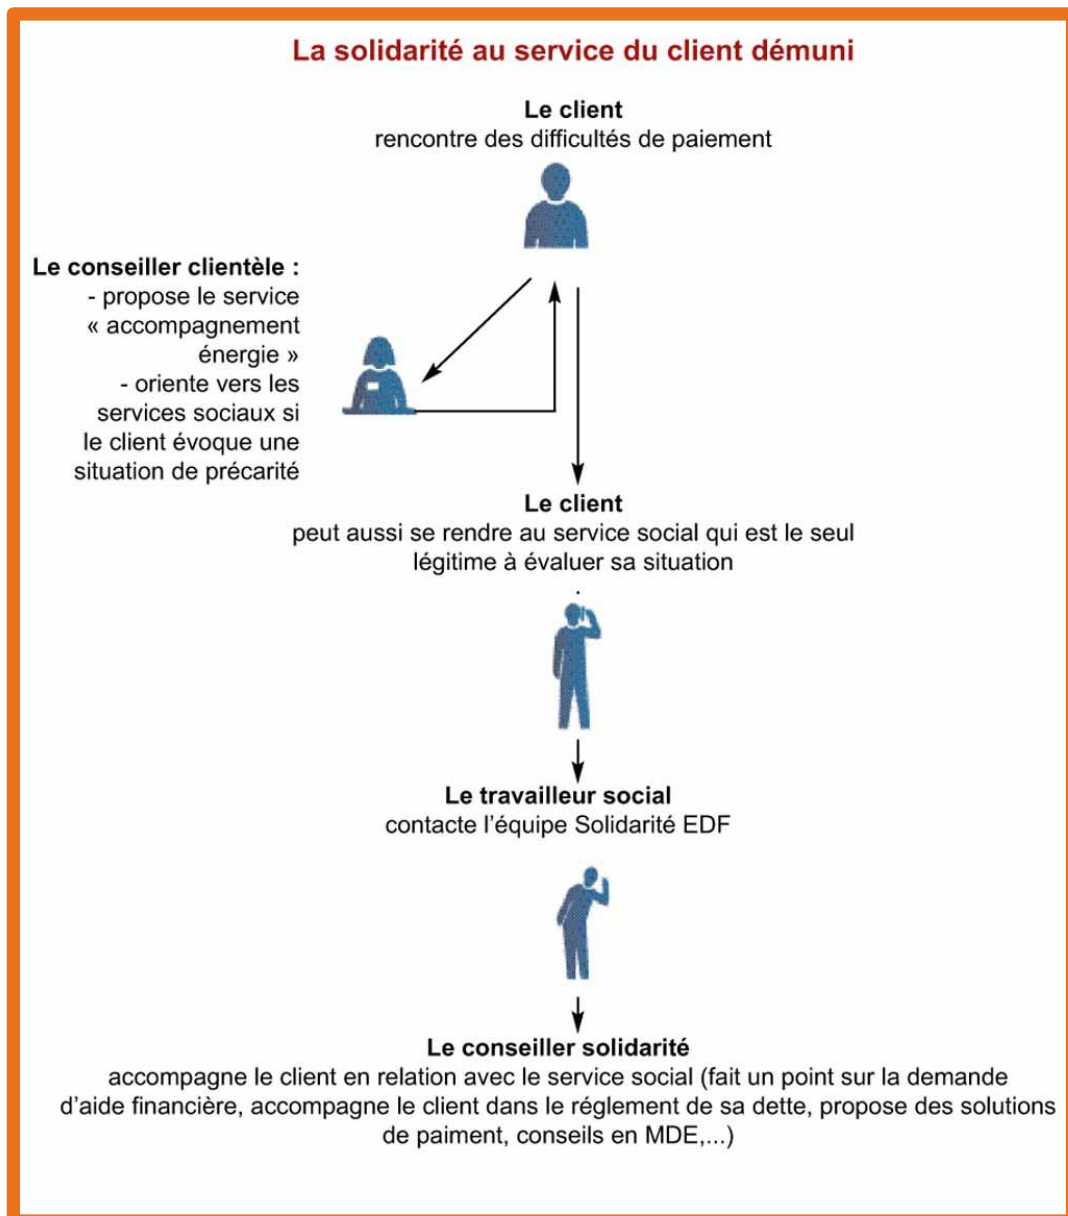 La solidarité au service du client démuni
Le client
rencontre des difficultés de paiement
Le conseiller clientèle :
- propose le service
« accompagnement
énergie »
- oriente vers les
services sociaux si
le client évoque une
situation de précarité
Le client
peut aussi se rendre au service social qui est le seul
légitime à évaluer sa situation
.
Le travailleur social
contacte l'équipe Solidarité EDF
Le conseiller solidarité
accompagne le client en relation avec le service social (fait un point sur la demande
d'aide financière, accompagne le client dans le réglement de sa dette, propose des solutions
de paiment, conseils en MDE,...)